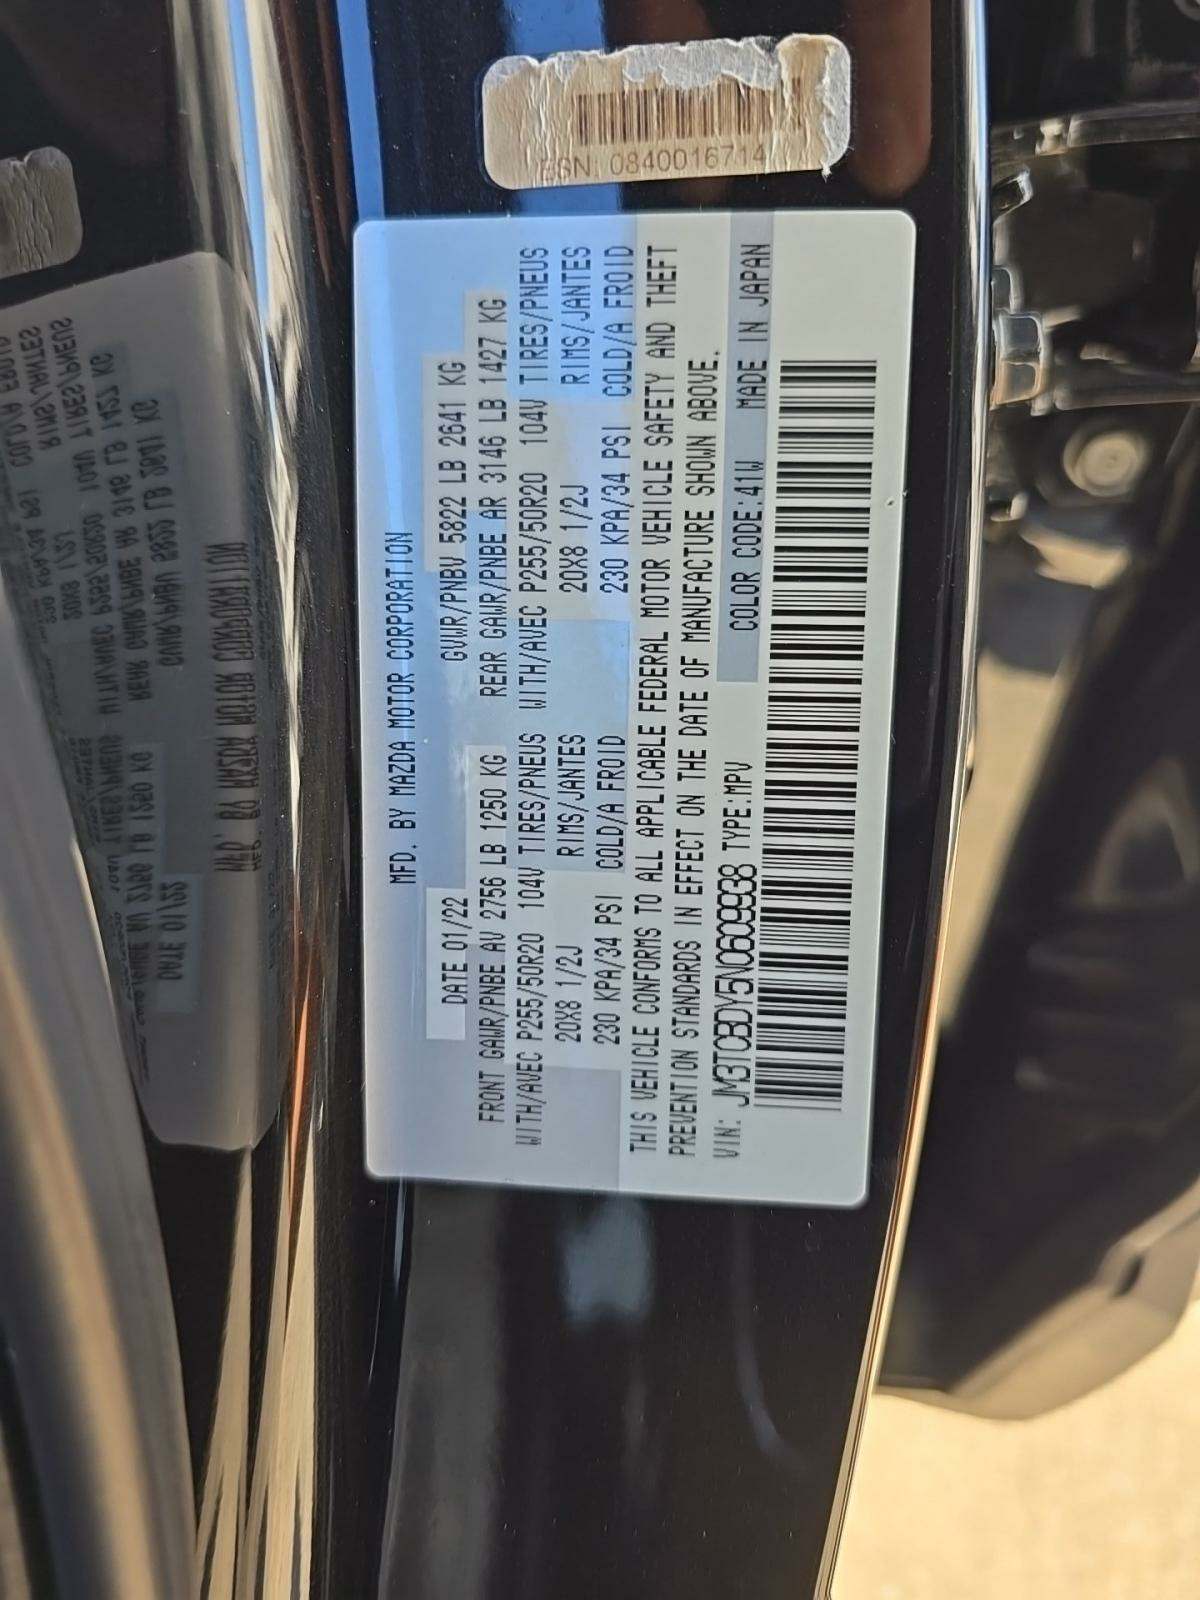 ESN: 0840016714
MFD. BY MAZDA MOTOR CORPORATION
DATE 01/22 GVWR/PNBV 5822 LB 2641 KG
FRONT GAWR/PNBE AV 2756 LB 1250 KG REAR GAWR/PNBE AR 3146 LB 1427 KG
WITH/AVEC P255/50R20 104V TIRES/PNEUS WITH/AVEC P255/50R20 104V TIRES/PNEUS
20X8 1/2J RIMS/JANTES 20X8 1/2J RIMS/JANTES
230 KPA/34 PSI COLD/A FROID 230 KPA/34 PSI COLD/A FROID
THIS VEHICLE CONFORMS TO ALL APPLICABLE FEDERAL MOTOR VEHICLE SAFETY AND THEFT
PREVENTION STANDARDS IN EFFECT ON THE DATE OF MANUFACTURE SHOWN ABOVE.
VIN: JM3TCBDY5N0609938 TYPE:MPV COLOR CODE:41W MADE IN JAPAN